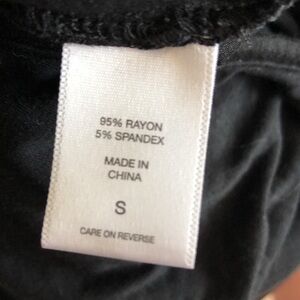 95% RAYON
5% SPANDEX
MADE IN
CHINA
S
CARE ON REVERSE